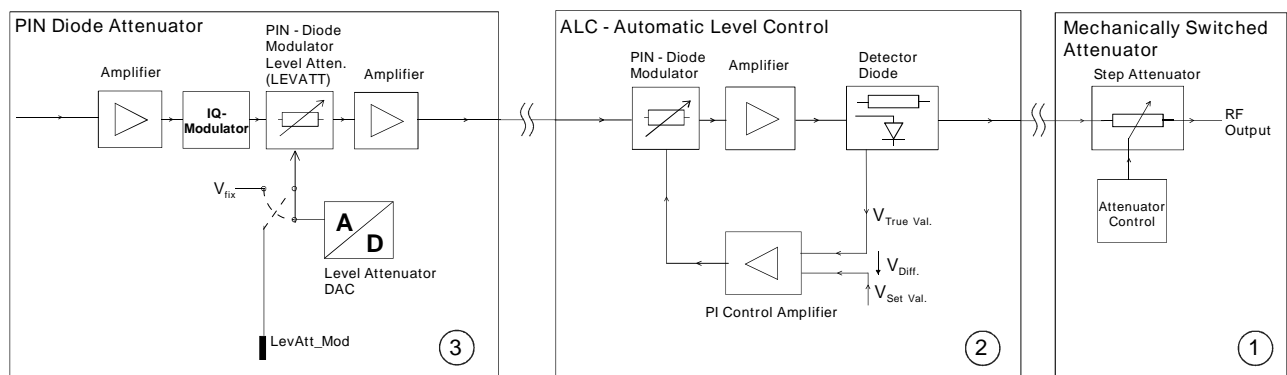 PIN Diode Attenuator
Amplifier
IQ-
Modulator
PIN - Diode
Modulator
Level Atten.
(LEVATT)
Amplifier
Vfix
A
D
Level Attenuator
DAC
LevAtt_Mod
3
ALC - Automatic Level Control
PIN - Diode
Modulator
Amplifier
Detector
Diode
VTrue Val.
VDiff.
VSet Val.
PI Control Amplifier
2
Mechanically Switched
Attenuator
Step Attenuator
RF
Output
Attenuator
Control
1